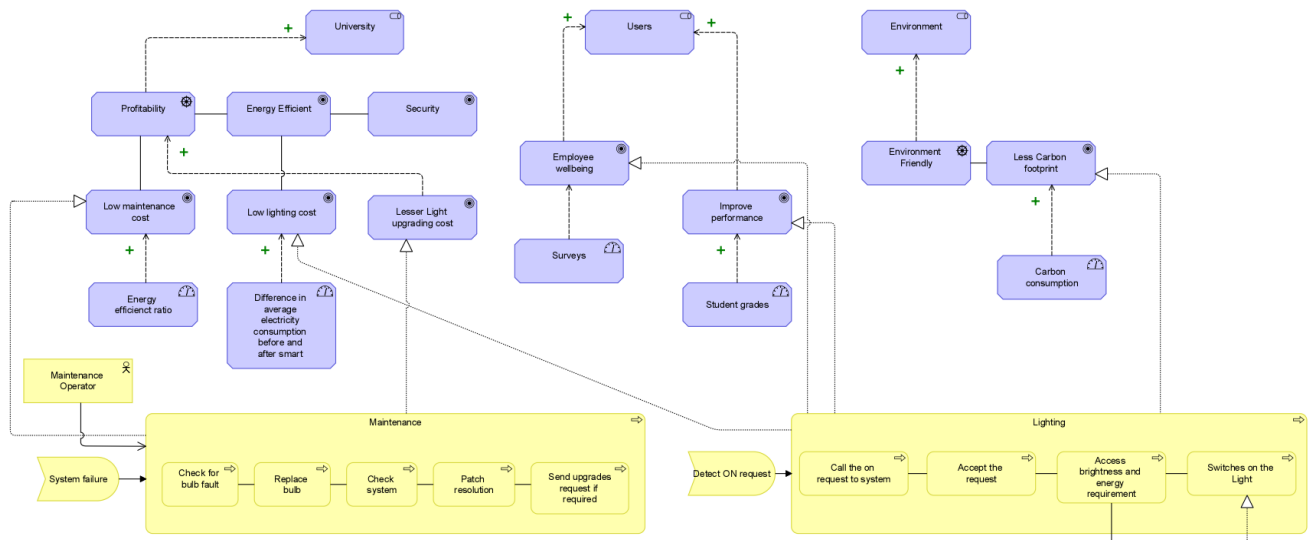 University
Users
Environment
+
+
+
+
Profitability
Energy Efficient
Security
+
Employee
wellbeing
Environment
Friendly
Less Carbon
footprint
Low maintenance
cost
Low lighting cost
Lesser Light
upgrading cost
Improve
performance
+
+
+
+
Surveys
Carbon
consumption
Energy
efficienct ratio
Difference in
average
electricity
consumption
before and
after smart
Student grades
Maintenance
Operator
Maintenance
System failure
Check for
bulb fault
Replace
bulb
Check
system
Patch
resolution
Send upgrades
request if
required
Lighting
Detect ON request
Call the on
request to system
Accept the
request
Access
brightness and
energy
requirement
Switches on the
Light